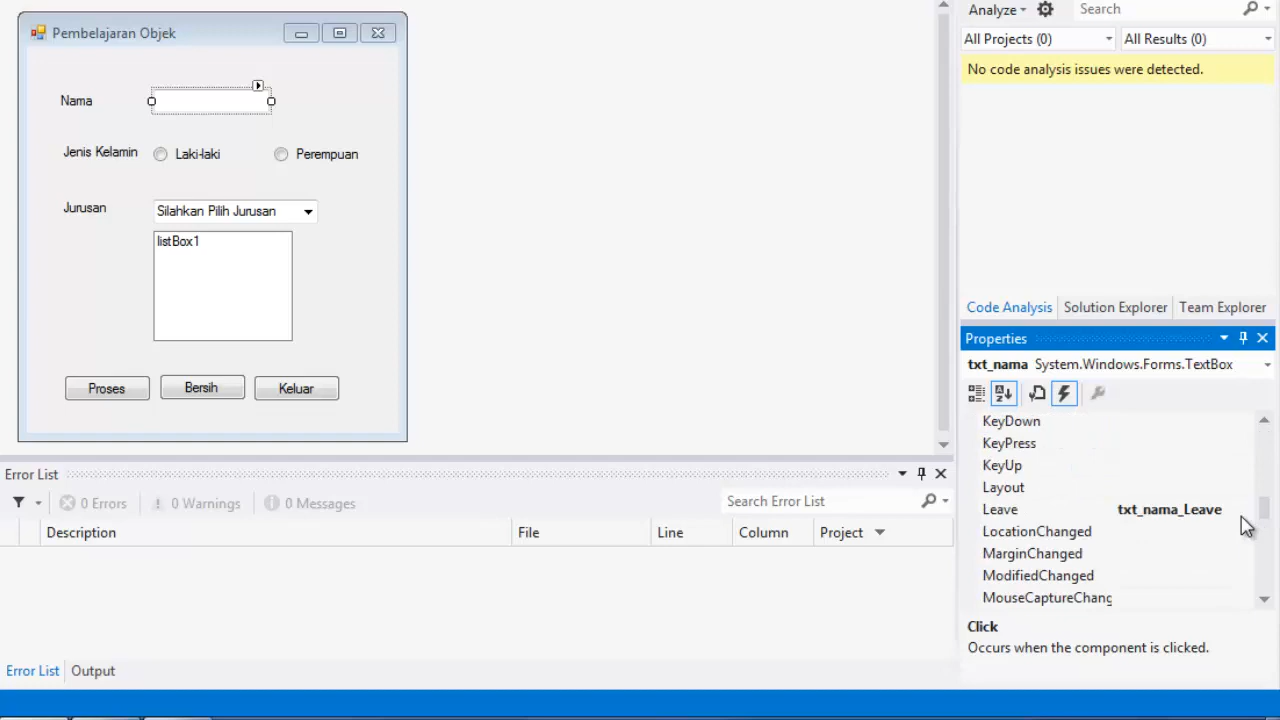 Pembelajaran Objek
Nama
Jenis Kelamin
Laki-laki
Perempuan
Jurusan
Silahkan Pilih Jurusan
listBox1
Proses
Bersih
Keluar
Analyze
Search
All Projects (0)
All Results (0)
No code analysis issues were detected.
Code Analysis
Solution Explorer
Team Explorer
Properties
txt_nama System.Windows.Forms.TextBox
KeyDown
KeyPress
KeyUp
Layout
Leave txt_nama_Leave
LocationChanged
MarginChanged
ModifiedChanged
MouseCaptureChang
Click
Occurs when the component is clicked.
Error List
0 Errors
0 Warnings
0 Messages
Search Error List
Description File Line Column Project
Error List
Output